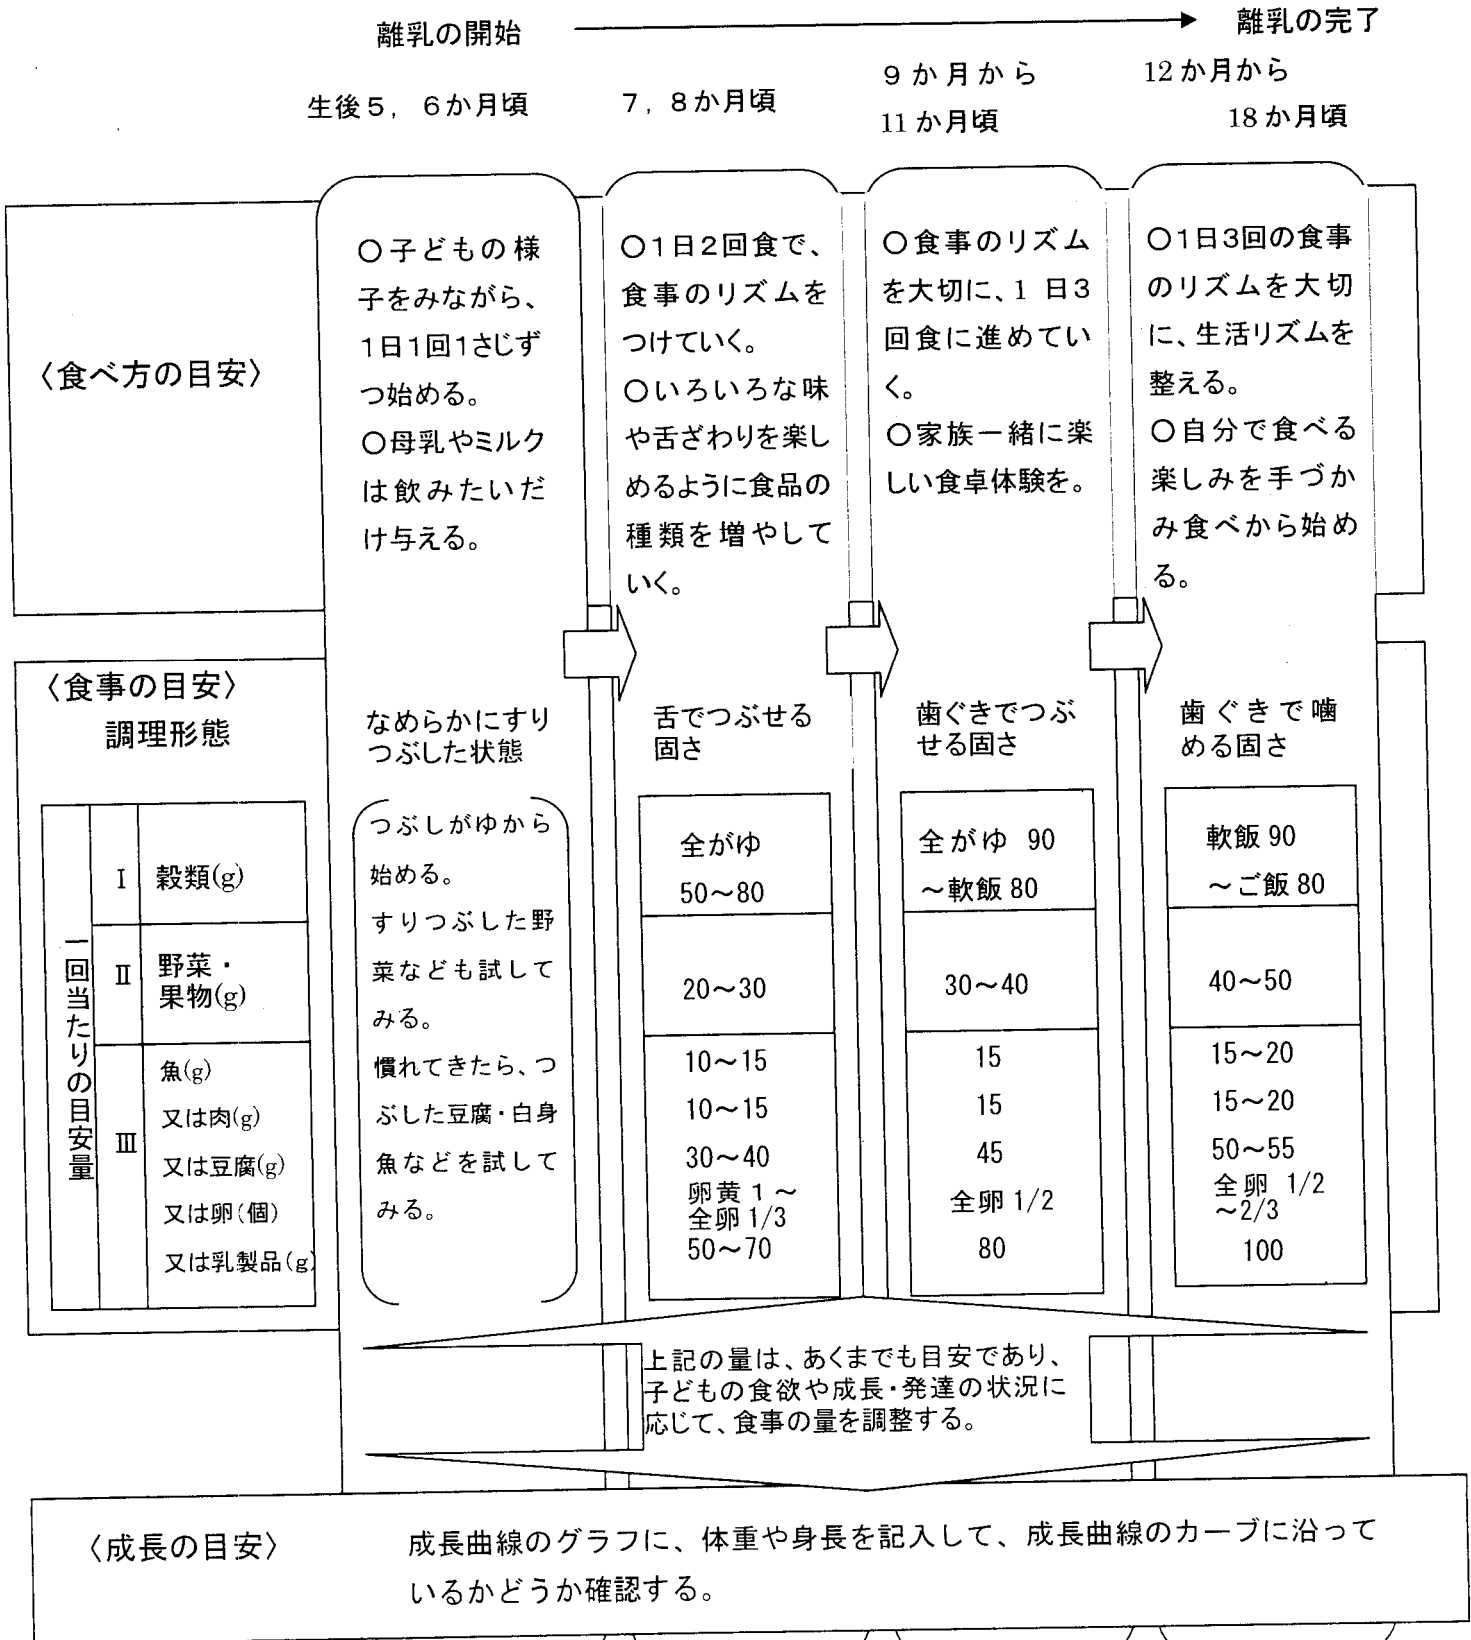 離乳の開始
離乳の完了
生後5, 6か月頃
7, 8か月頃
9か月から
11か月頃
12か月から
18か月頃
〈食べ方の目安〉
○子どもの様
子をみながら、
1日1回1さじず
つ始める。
○母乳やミルク
は飲みたいだ
け与える。
○1日2回食で、
食事のリズムを
つけていく。
○いろいろな味
や舌ざわりを楽し
めるように食品の
種類を増やして
いく。
○食事のリズム
を大切に、1日3
回食に進めてい
く。
○家族一緒に楽
しい食卓体験を。
○1日3回の食事
のリズムを大切
に、生活リズムを
整える。
○自分で食べる
楽しみを手づか
み食べから始め
る。
〈食事の目安〉
調理形態
なめらかにすり
つぶした状態
舌でつぶせる
固さ
歯ぐきでつぶ
せる固さ
歯ぐきで噛
める固さ
一回当たりの目安量
Ⅰ
穀類(g)
Ⅱ
野菜・
果物(g)
Ⅲ
魚(g)
又は肉(g)
又は豆腐(g)
又は卵(個)
又は乳製品(g)
つぶしがゆから
始める。
すりつぶした野
菜なども試して
みる。
慣れてきたら、つ
ぶした豆腐・白身
魚などを試して
みる。
全がゆ
50～80
20～30
10～15
10～15
30～40
卵黄1～
全卵1/3
50～70
全がゆ 90
～軟飯80
30～40
15
15
45
全卵1/2
80
軟飯90
～ご飯80
40～50
15～20
15～20
50～55
全卵 1/2
～2/3
100
上記の量は、あくまでも目安であり、
子どもの食欲や成長・発達の状況に
応じて、食事の量を調整する。
〈成長の目安〉
成長曲線のグラフに、体重や身長を記入して、成長曲線のカーブに沿って
いるかどうか確認する。